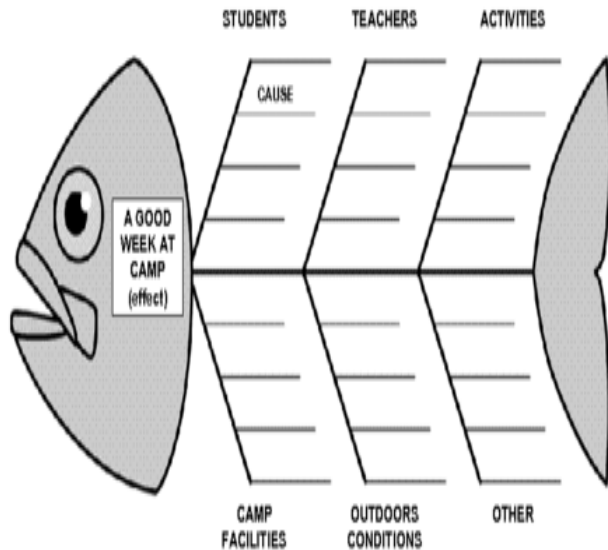 STUDENTS
TEACHERS
ACTIVITIES
CAUSE
A GOOD
WEEK AT
CAMP
(effect)
CAMP
FACILITIES
OUTDOORS
CONDITIONS
OTHER